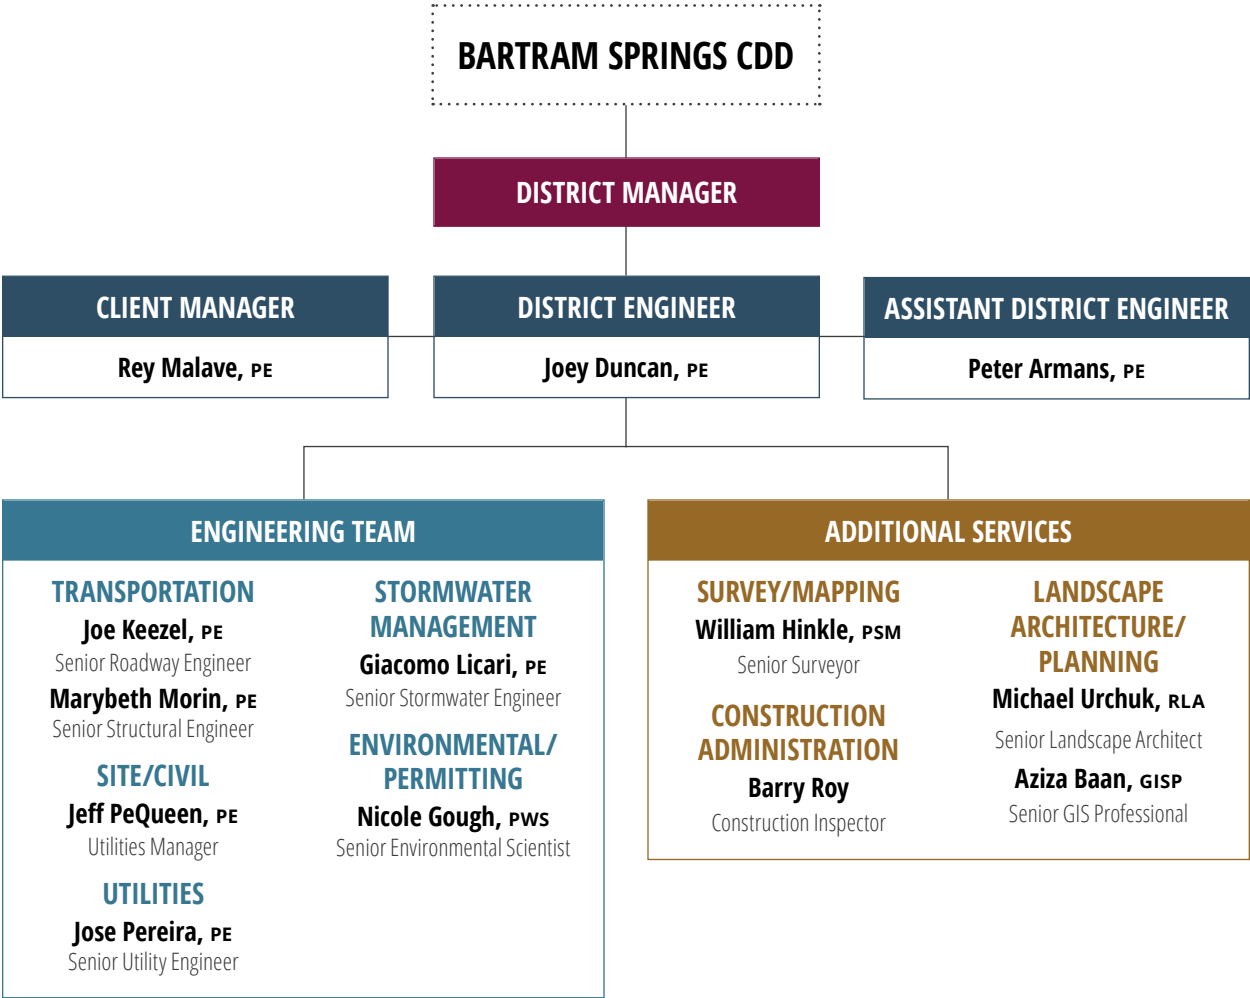 BARTRAM SPRINGS CDD
DISTRICT MANAGER
CLIENT MANAGER
Rey Malave, PE
DISTRICT ENGINEER
Joey Duncan, PE
ASSISTANT DISTRICT ENGINEER
Peter Armans, PE
ENGINEERING TEAM
TRANSPORTATION
Joe Keezel, PE
Senior Roadway Engineer
Marybeth Morin, PE
Senior Structural Engineer
SITE/CIVIL
Jeff PeQueen, PE
Utilities Manager
UTILITIES
Jose Pereira, PE
Senior Utility Engineer
STORMWATER
MANAGEMENT
Giacomo Licari, PE
Senior Stormwater Engineer
ENVIRONMENTAL/
PERMITTING
Nicole Gough, PWS
Senior Environmental Scientist
ADDITIONAL SERVICES
SURVEY/MAPPING
William Hinkle, PSM
Senior Surveyor
CONSTRUCTION
ADMINISTRATION
Barry Roy
Construction Inspector
LANDSCAPE
ARCHITECTURE/
PLANNING
Michael Urchuk, RLA
Senior Landscape Architect
Aziza Baan, GISP
Senior GIS Professional